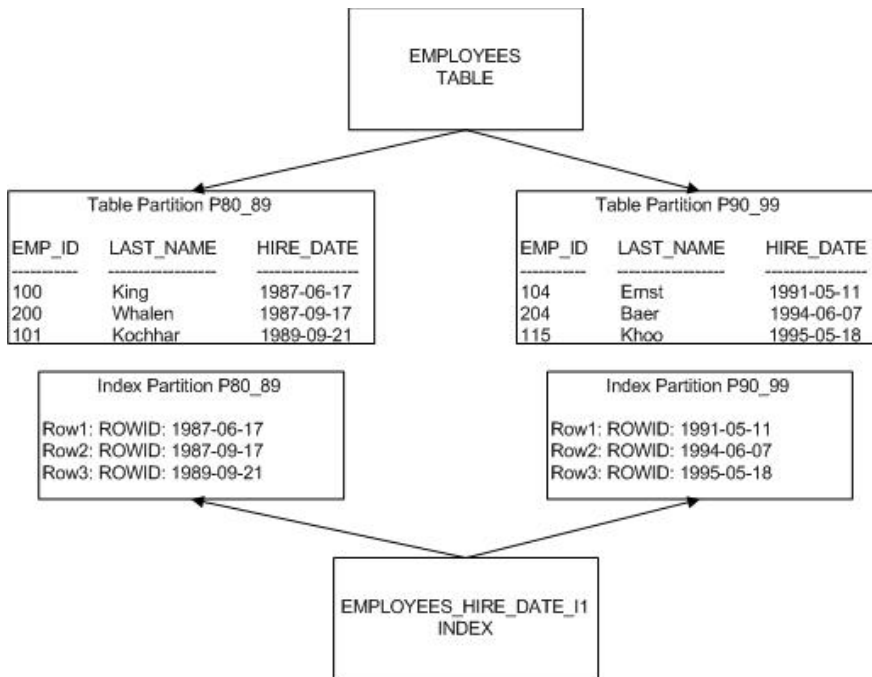 EMPLOYEES
TABLE
Table Partition P80_89
EMP_ID LAST_NAME HIRE_DATE
------------ -------------------- -------------------
100 King 1987-06-17
200 Whalen 1987-09-17
101 Kochhar 1989-09-21
Table Partition P90_99
EMP_ID LAST_NAME HIRE_DATE
------------ -------------------- -------------------
104 Ernst 1991-05-11
204 Baer 1994-06-07
115 Khoo 1995-05-18
Index Partition P80_89
Row1: ROWID: 1987-06-17
Row2: ROWID: 1987-09-17
Row3: ROWID: 1989-09-21
Index Partition P90_99
Row1: ROWID: 1991-05-11
Row2: ROWID: 1994-06-07
Row3: ROWID: 1995-05-18
EMPLOYEES_HIRE_DATE_I1
INDEX